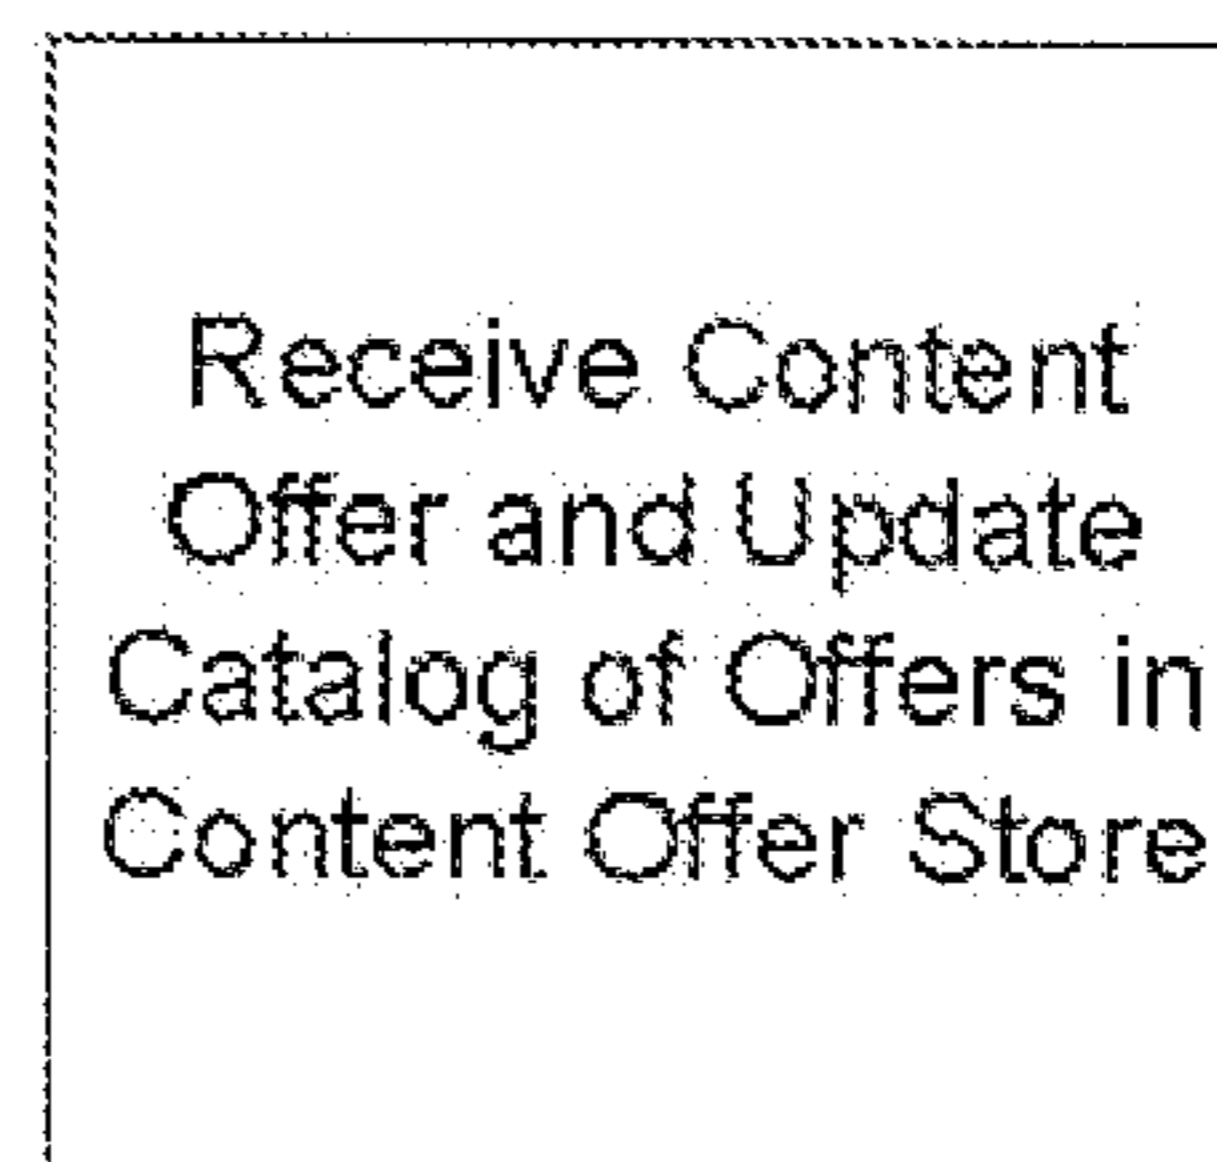 Receive Content
Offer and Update
Catalog of Offers in
Content Offer Store